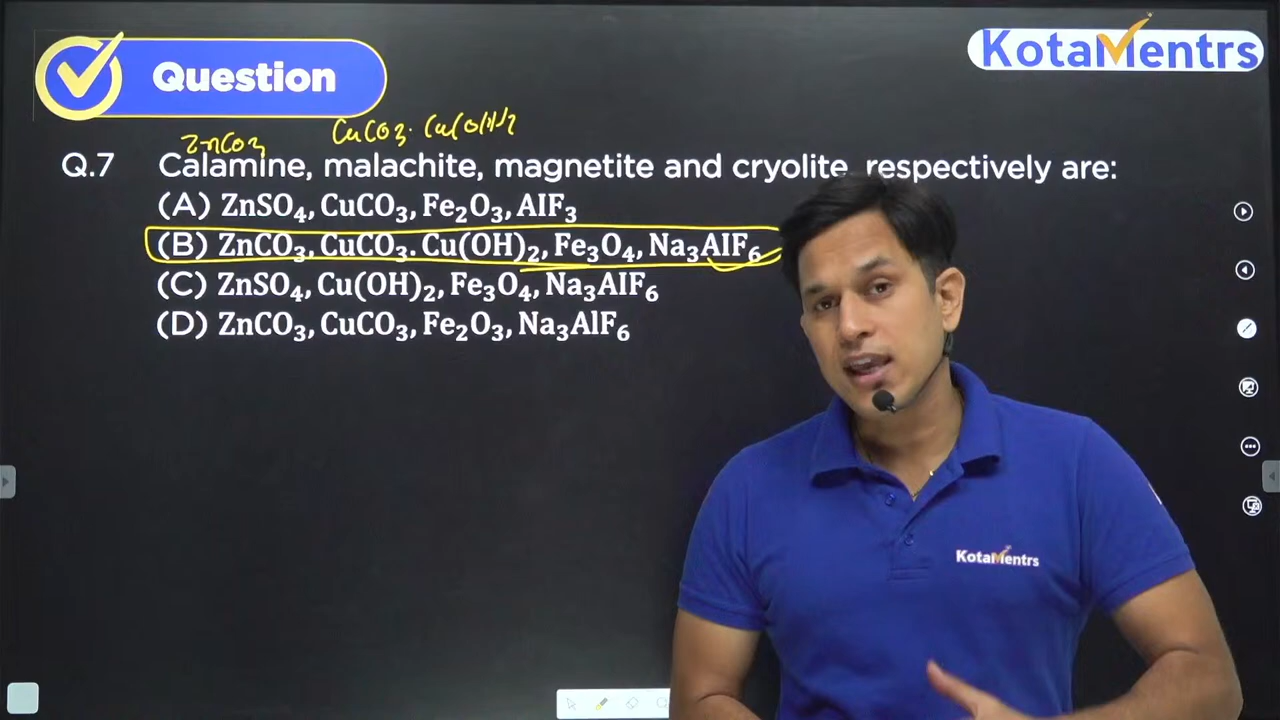 Question
KotaMentrs
ZnCO₃ CuCO₃. Cu(OH)₂
Q.7 Calamine, malachite, magnetite and cryolite, respectively are:
(A) ZnSO₄, CuCO₃, Fe₂O₃, AlF₃
(B) ZnCO₃, CuCO₃. Cu(OH)₂, Fe₃O₄, Na₃AlF₆
(C) ZnSO₄, Cu(OH)₂, Fe₃O₄, Na₃AlF₆
(D) ZnCO₃, CuCO₃, Fe₂O₃, Na₃AlF₆
KotaMentrs